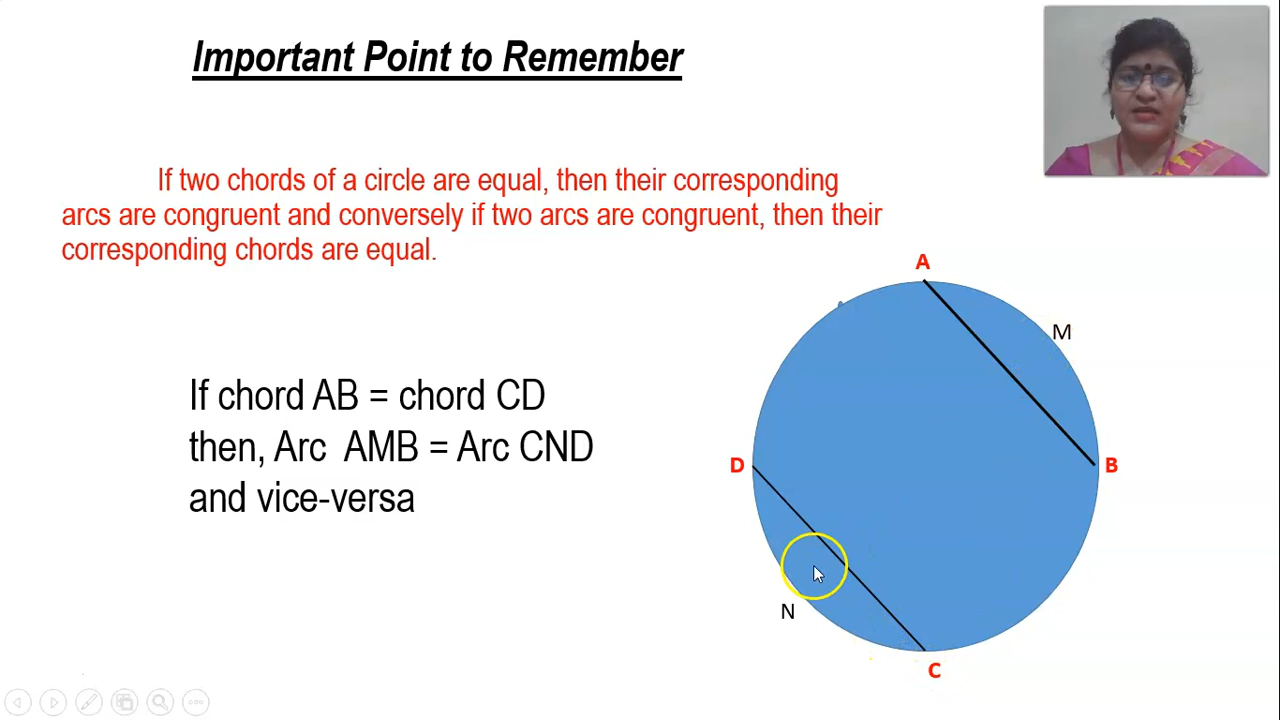 Important Point to Remember
If two chords of a circle are equal, then their corresponding
arcs are congruent and conversely if two arcs are congruent, then their
corresponding chords are equal.
A
M
If chord AB = chord CD
then, Arc AMB = Arc CND
and vice-versa
D
B
N
C